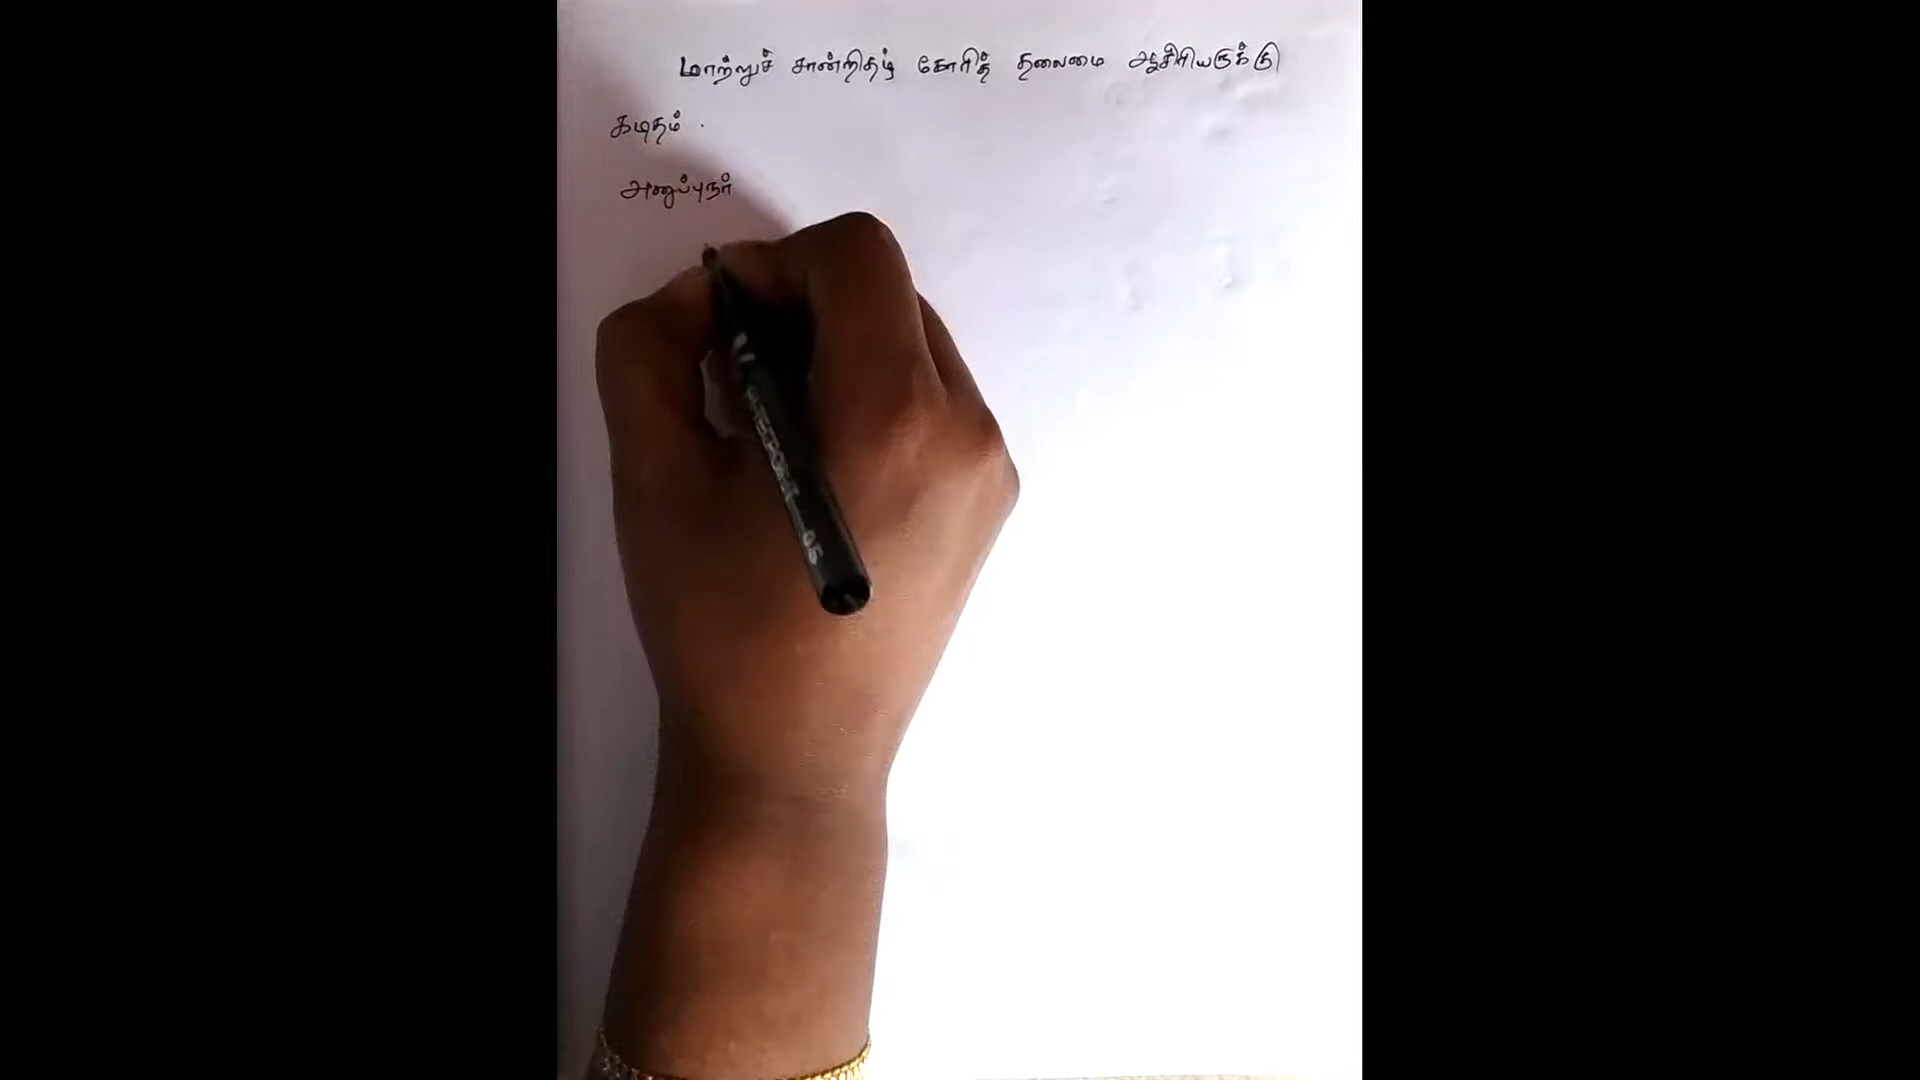 மாற்றுச் சான்றிதழ் கோரித் தலைமை ஆசிரியருக்கு
கடிதம் .
அனுப்புநர்